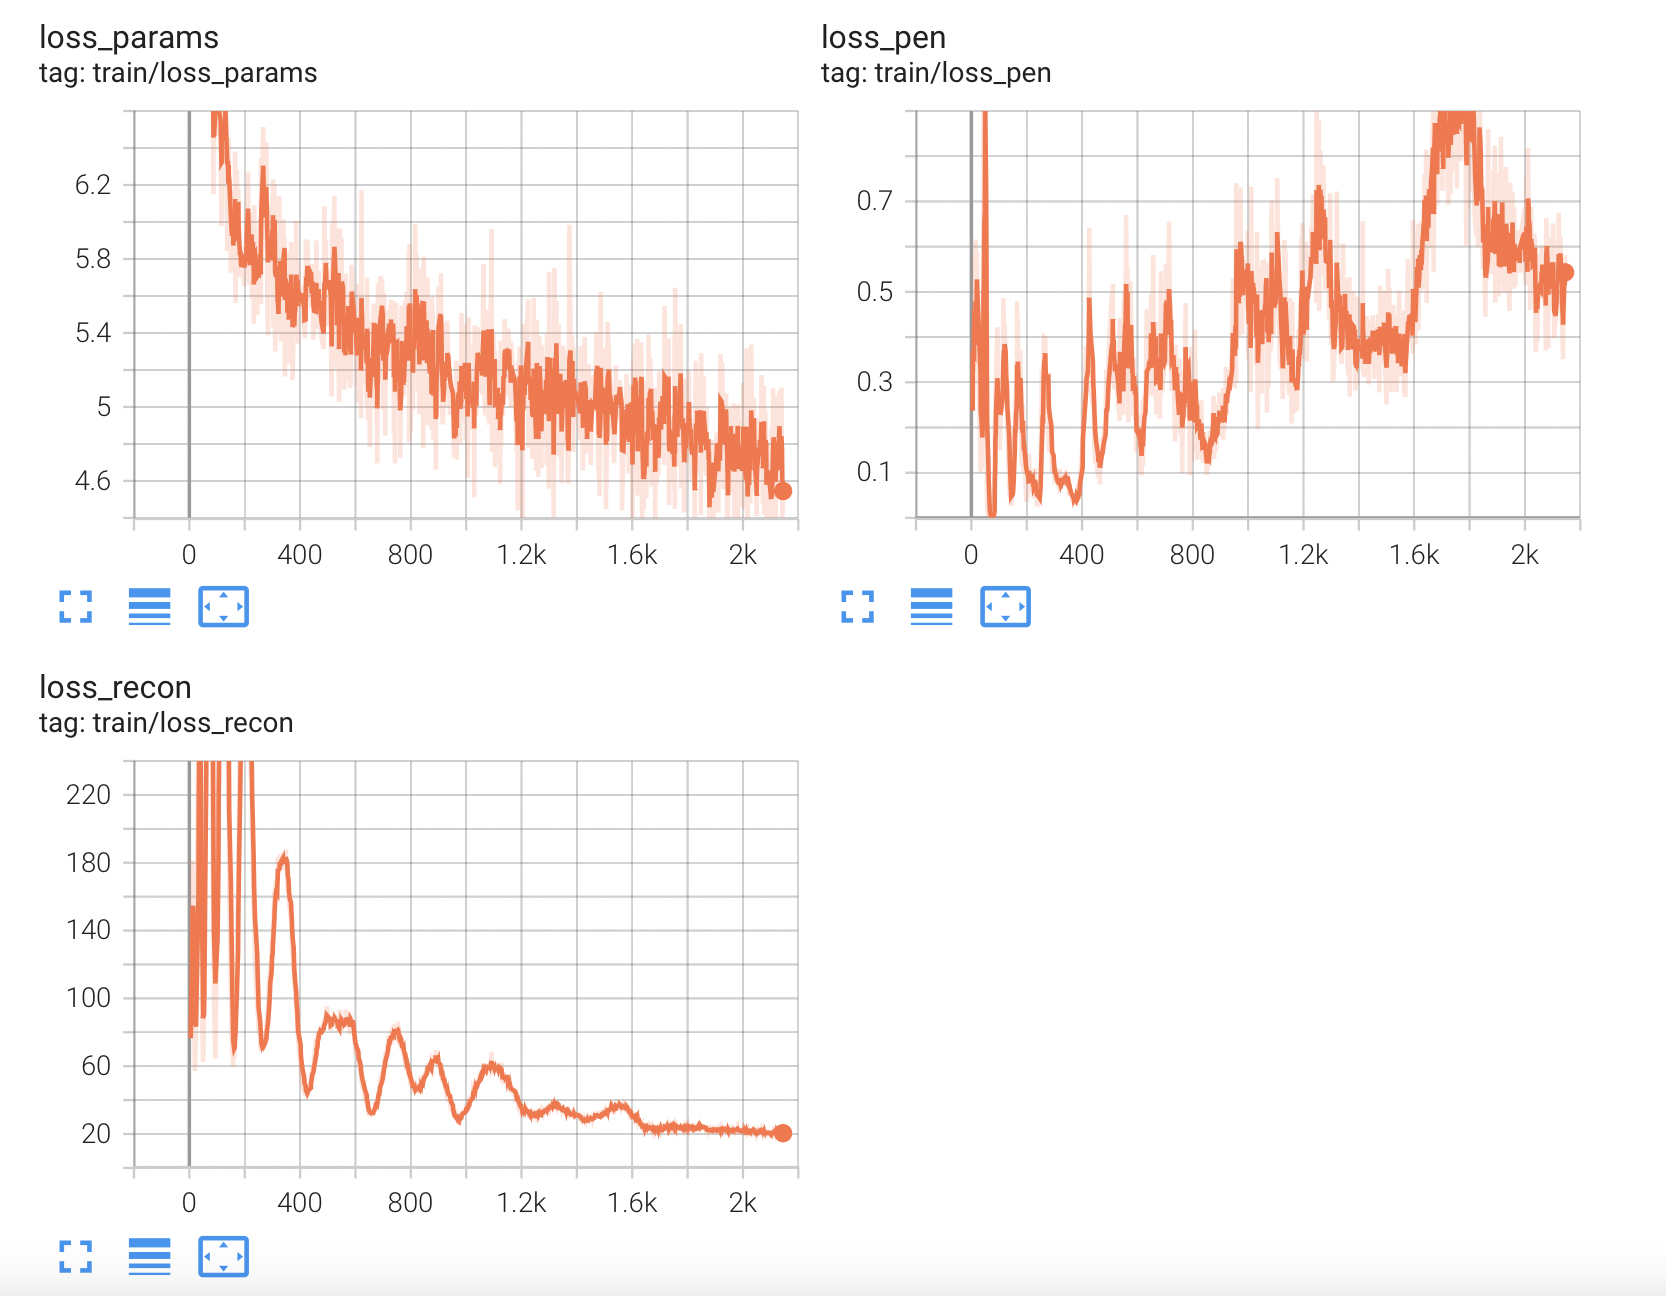 loss_params
tag: train/loss_params
6.2
5.8
5.4
5
4.6
0 400 800 1.2k 1.6k 2k
loss_pen
tag: train/loss_pen
0.7
0.5
0.3
0.1
0 400 800 1.2k 1.6k 2k
loss_recon
tag: train/loss_recon
220
180
140
100
60
20
0 400 800 1.2k 1.6k 2k